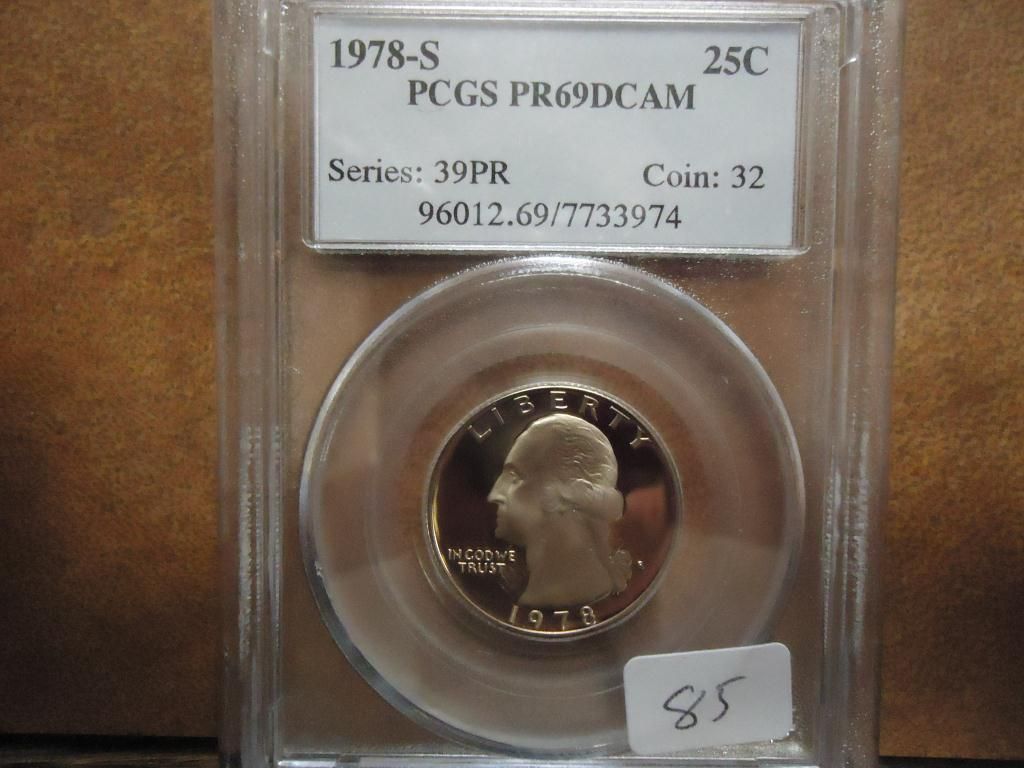 1978-S 25C
PCGS PR69DCAM
Series: 39PR Coin: 32
96012.69/7733974
LIBERTY
IN GOD WE
TRUST
S
1978
85